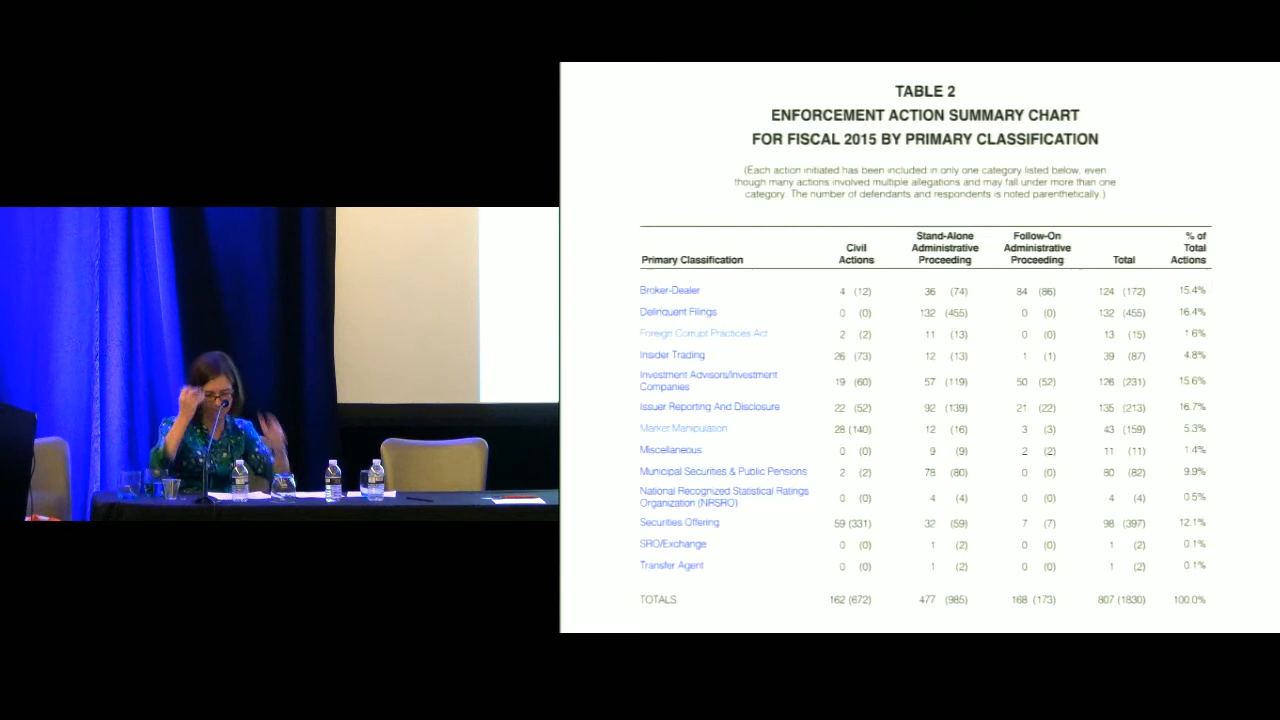 TABLE 2
ENFORCEMENT ACTION SUMMARY CHART
FOR FISCAL 2015 BY PRIMARY CLASSIFICATION
(Each action initiated has been included in only one category listed below, even
though many actions involved multiple allegations and may fall under more than one
category. The number of defendants and respondents is noted parenthetically.)
Primary Classification Civil Actions Stand-Alone Administrative Proceeding Follow-On Administrative Proceeding Total % of Total Actions
Broker-Dealer 4 (12) 36 (74) 84 (86) 124 (172) 15.4%
Delinquent Filings 0 (0) 132 (455) 0 (0) 132 (455) 16.4%
Foreign Corrupt Practices Act 2 (2) 11 (13) 0 (0) 13 (15) 1.6%
Insider Trading 26 (73) 12 (13) 1 (1) 39 (87) 4.8%
Investment Advisors/Investment
Companies 19 (60) 57 (119) 50 (52) 126 (231) 15.6%
Issuer Reporting And Disclosure 22 (52) 92 (139) 21 (22) 135 (213) 16.7%
Market Manipulation 28 (140) 12 (16) 3 (3) 43 (159) 5.3%
Miscellaneous 0 (0) 9 (9) 2 (2) 11 (11) 1.4%
Municipal Securities & Public Pensions 2 (2) 78 (80) 0 (0) 80 (82) 9.9%
National Recognized Statistical Ratings
Organization (NRSRO) 0 (0) 4 (4) 0 (0) 4 (4) 0.5%
Securities Offering 59 (331) 32 (59) 7 (7) 98 (397) 12.1%
SRO/Exchange 0 (0) 1 (2) 0 (0) 1 (2) 0.1%
Transfer Agent 0 (0) 1 (2) 0 (0) 1 (2) 0.1%
TOTALS 162 (672) 477 (985) 168 (173) 807 (1830) 100.0%